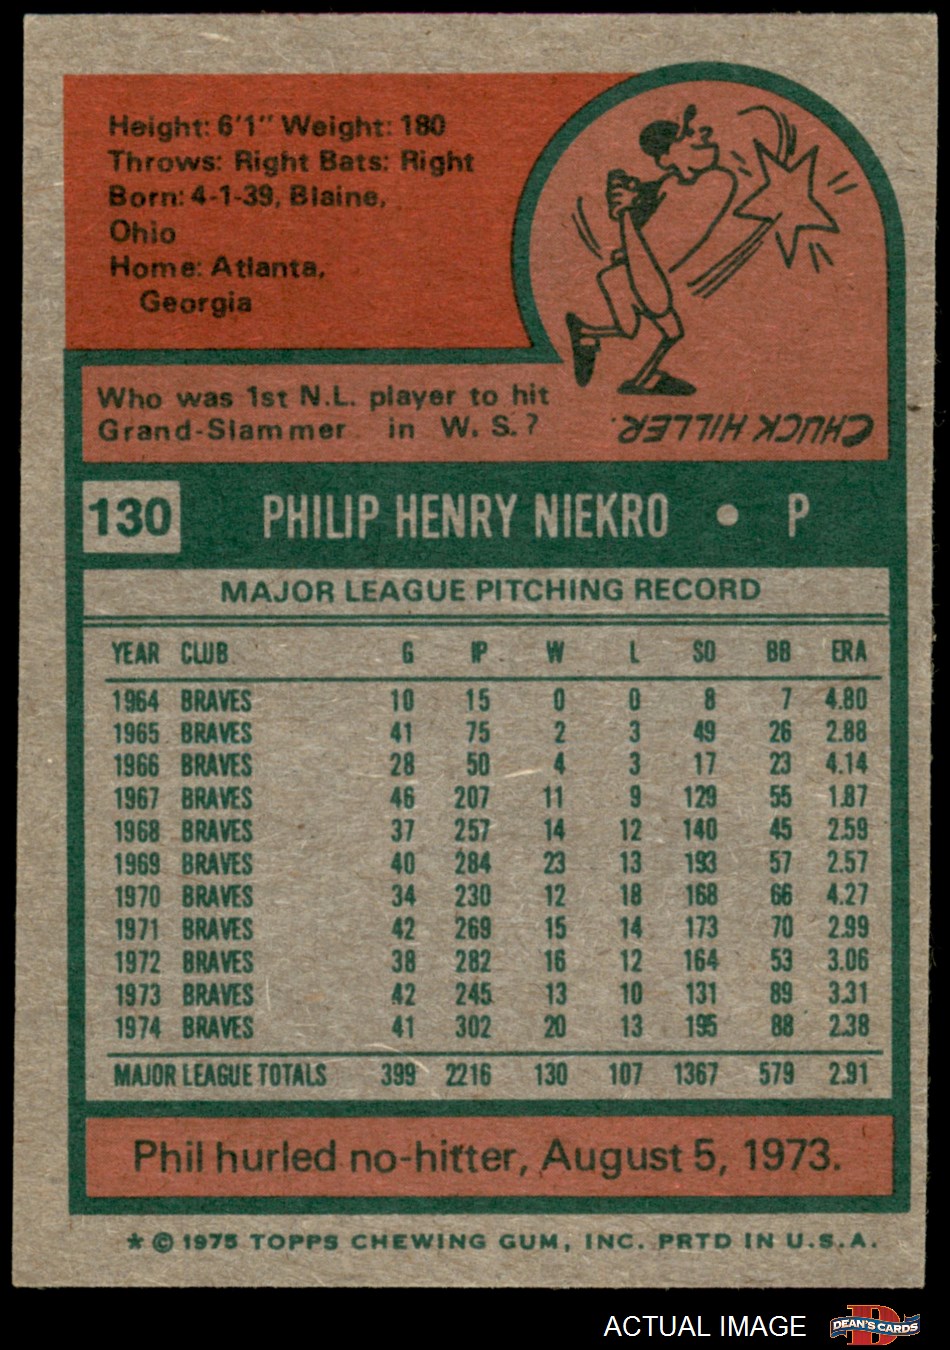 Height: 6'1" Weight: 180
Throws: Right Bats: Right
Born: 4-1-39, Blaine,
Ohio
Home: Atlanta,
Georgia
Who was 1st N.L. player to hit
Grand-Slammer in W. S.?
CHUCK HILLER.
130 PHILIP HENRY NIEKRO • P
MAJOR LEAGUE PITCHING RECORD
YEAR CLUB G IP W L SO BB ERA
1964 BRAVES 10 15 0 0 8 7 4.80
1965 BRAVES 41 75 2 3 49 26 2.88
1966 BRAVES 28 50 4 3 17 23 4.14
1967 BRAVES 46 207 11 9 129 55 1.87
1968 BRAVES 37 257 14 12 140 45 2.59
1969 BRAVES 40 284 23 13 193 57 2.57
1970 BRAVES 34 230 12 18 168 66 4.27
1971 BRAVES 42 269 15 14 173 70 2.99
1972 BRAVES 38 282 16 12 164 53 3.06
1973 BRAVES 42 245 13 10 131 89 3.31
1974 BRAVES 41 302 20 13 195 88 2.38
MAJOR LEAGUE TOTALS 399 2216 130 107 1367 579 2.91
Phil hurled no-hitter, August 5, 1973.
* © 1975 TOPPS CHEWING GUM, INC. PRTD IN U.S.A.
ACTUAL IMAGE
D
DEAN'S CARDS